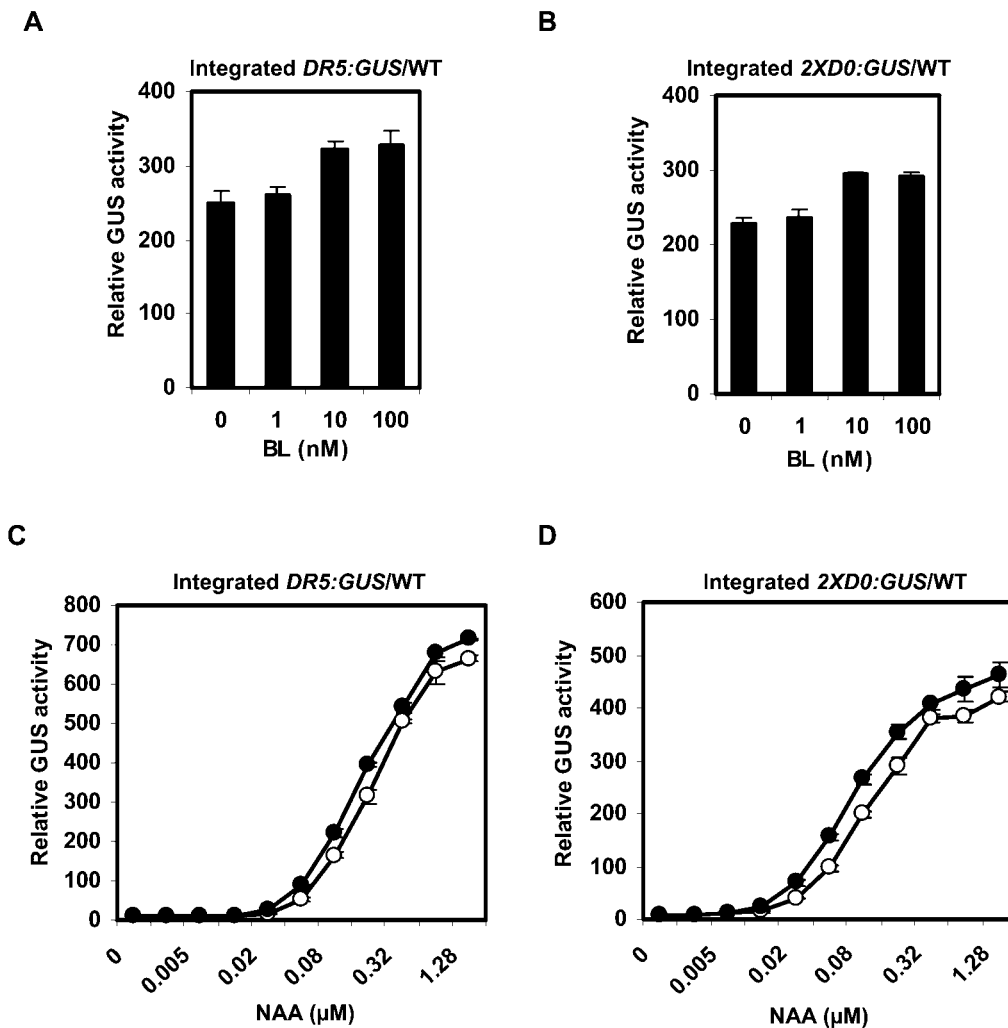 A
Integrated DR5:GUS/WT
Relative GUS activity
400
300
200
100
0
0 1 10 100
BL (nM)
B
Integrated 2XD0:GUS/WT
Relative GUS activity
400
300
200
100
0
0 1 10 100
BL (nM)
C
Integrated DR5:GUS/WT
Relative GUS activity
800
700
600
500
400
300
200
100
0
0 0.005 0.02 0.08 0.32 1.28
NAA (µM)
D
Integrated 2XD0:GUS/WT
Relative GUS activity
600
500
400
300
200
100
0
0 0.005 0.02 0.08 0.32 1.28
NAA (µM)